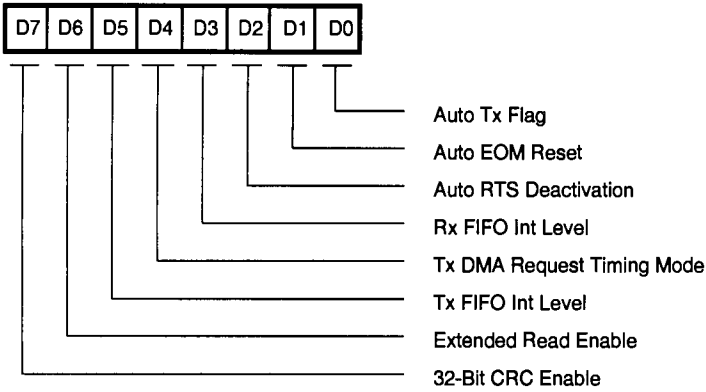 D7 D6 D5 D4 D3 D2 D1 D0
Auto Tx Flag
Auto EOM Reset
Auto RTS Deactivation
Rx FIFO Int Level
Tx DMA Request Timing Mode
Tx FIFO Int Level
Extended Read Enable
32-Bit CRC Enable